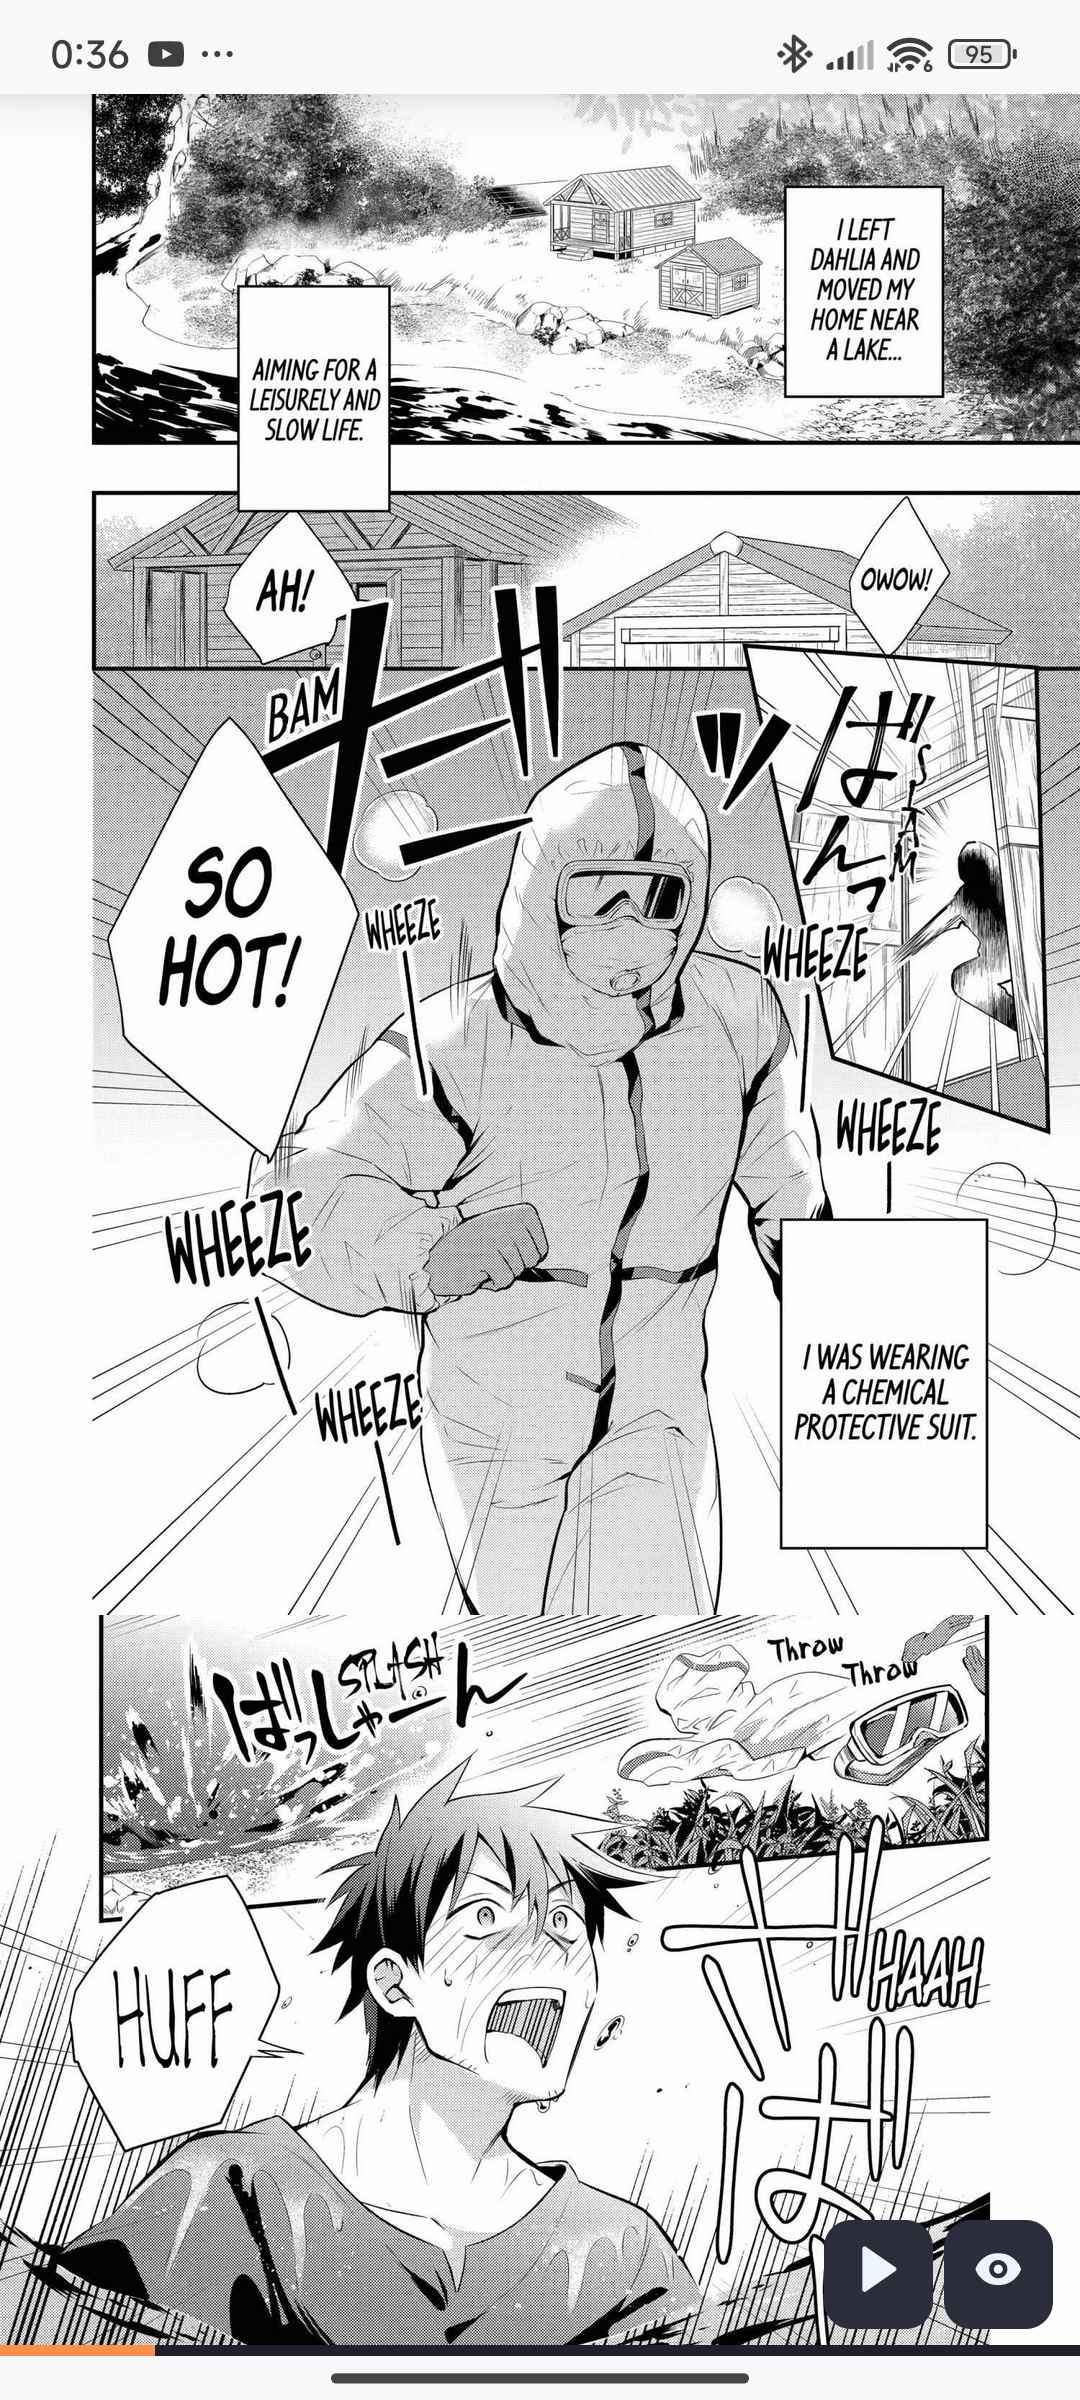 0:36
95
I LEFT
DAHLIA AND
MOVED MY
HOME NEAR
A LAKE...
AIMING FOR A
LEISURELY AND
SLOW LIFE.
OWOW!
AH!
ばんっ
SLAM
BAM
SO
HOT!
WHEEZE
WHEEZE
WHEEZE
WHEEZE
WHEEZE
I WAS WEARING
A CHEMICAL
PROTECTIVE SUIT.
Throw
Throw
SPLASH
ばっしゃーん
HUFF
HAAH